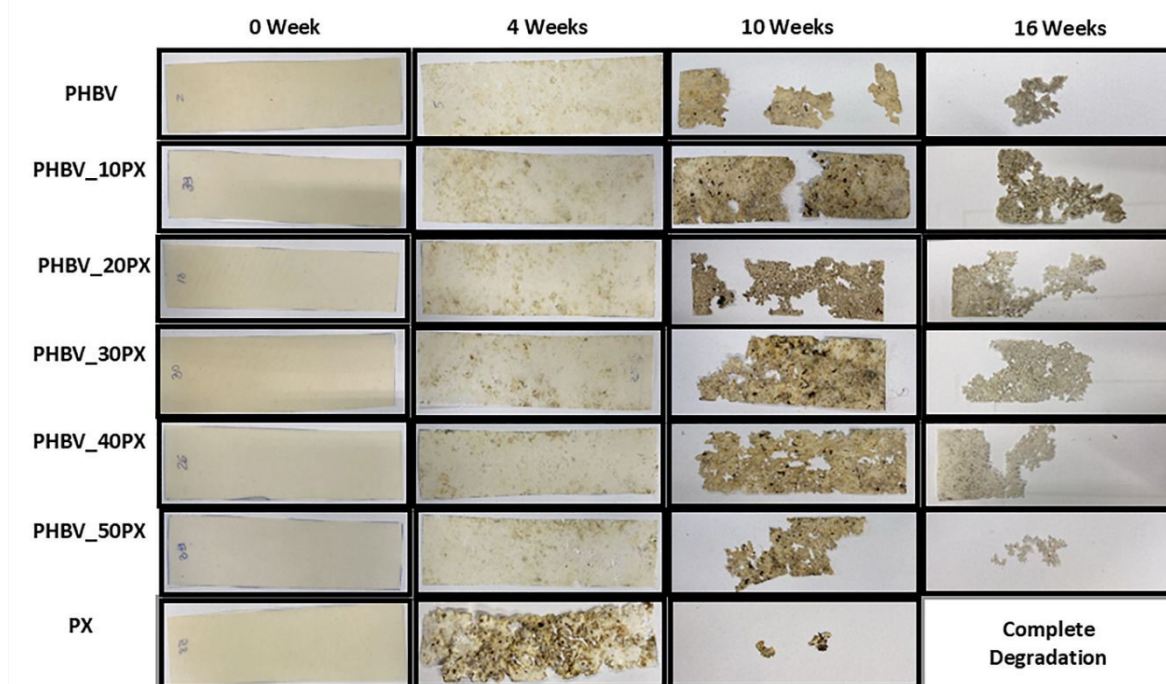 0 Week 4 Weeks 10 Weeks 16 Weeks
PHBV
PHBV_10PX
PHBV_20PX
PHBV_30PX
PHBV_40PX
PHBV_50PX
PX
Complete
Degradation